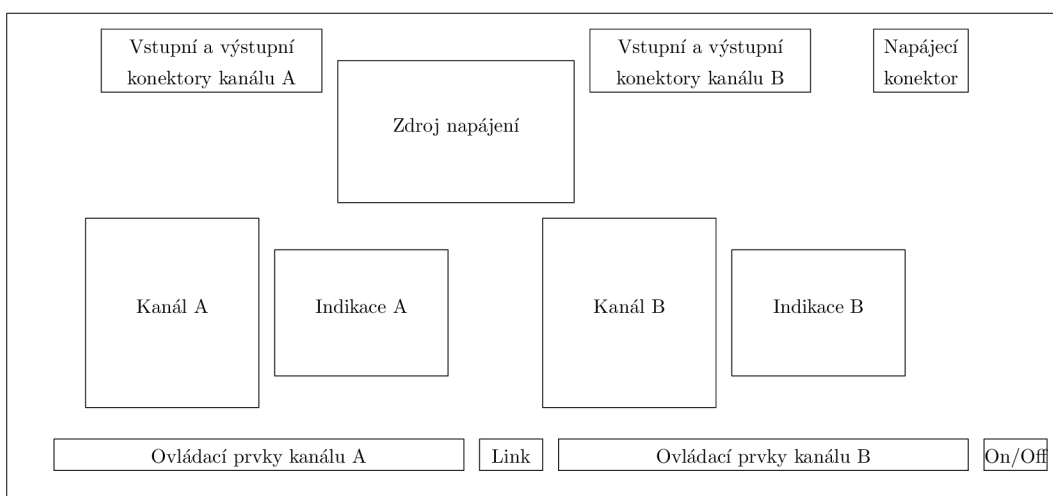 Vstupní a výstupní
konektory kanálu A
Vstupní a výstupní
konektory kanálu B
Napájecí
konektor
Zdroj napájení
Kanál A
Indikace A
Kanál B
Indikace B
Ovládací prvky kanálu A
Link
Ovládací prvky kanálu B
On/Off